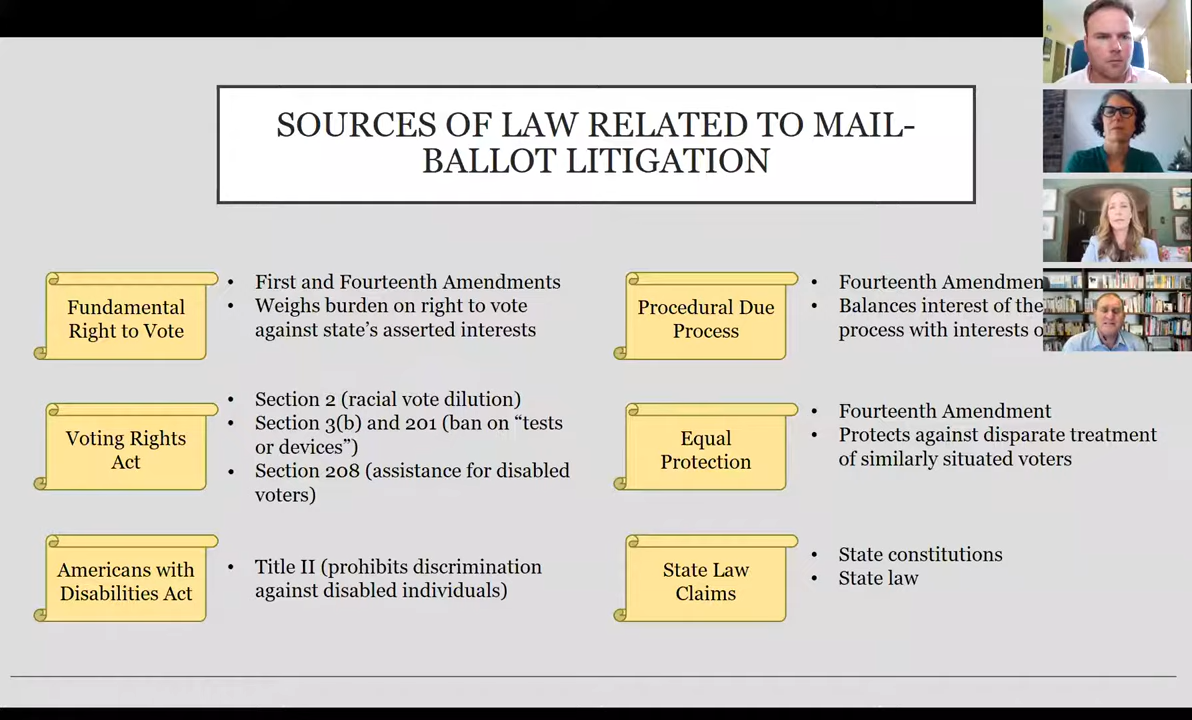 SOURCES OF LAW RELATED TO MAIL-
BALLOT LITIGATION
Fundamental
Right to Vote
• First and Fourteenth Amendments
• Weighs burden on right to vote
against state’s asserted interests
Procedural Due
Process
• Fourteenth
• Balances interest of the
process with interests
Voting Rights
Act
• Section 2 (racial vote dilution)
• Section 3(b) and 201 (ban on “tests
or devices”)
• Section 208 (assistance for disabled
voters)
Equal
Protection
• Fourteenth Amendment
• Protects against disparate treatment
of similarly situated voters
Americans with
Disabilities Act
• Title II (prohibits discrimination
against disabled individuals)
State Law
Claims
• State constitutions
• State law